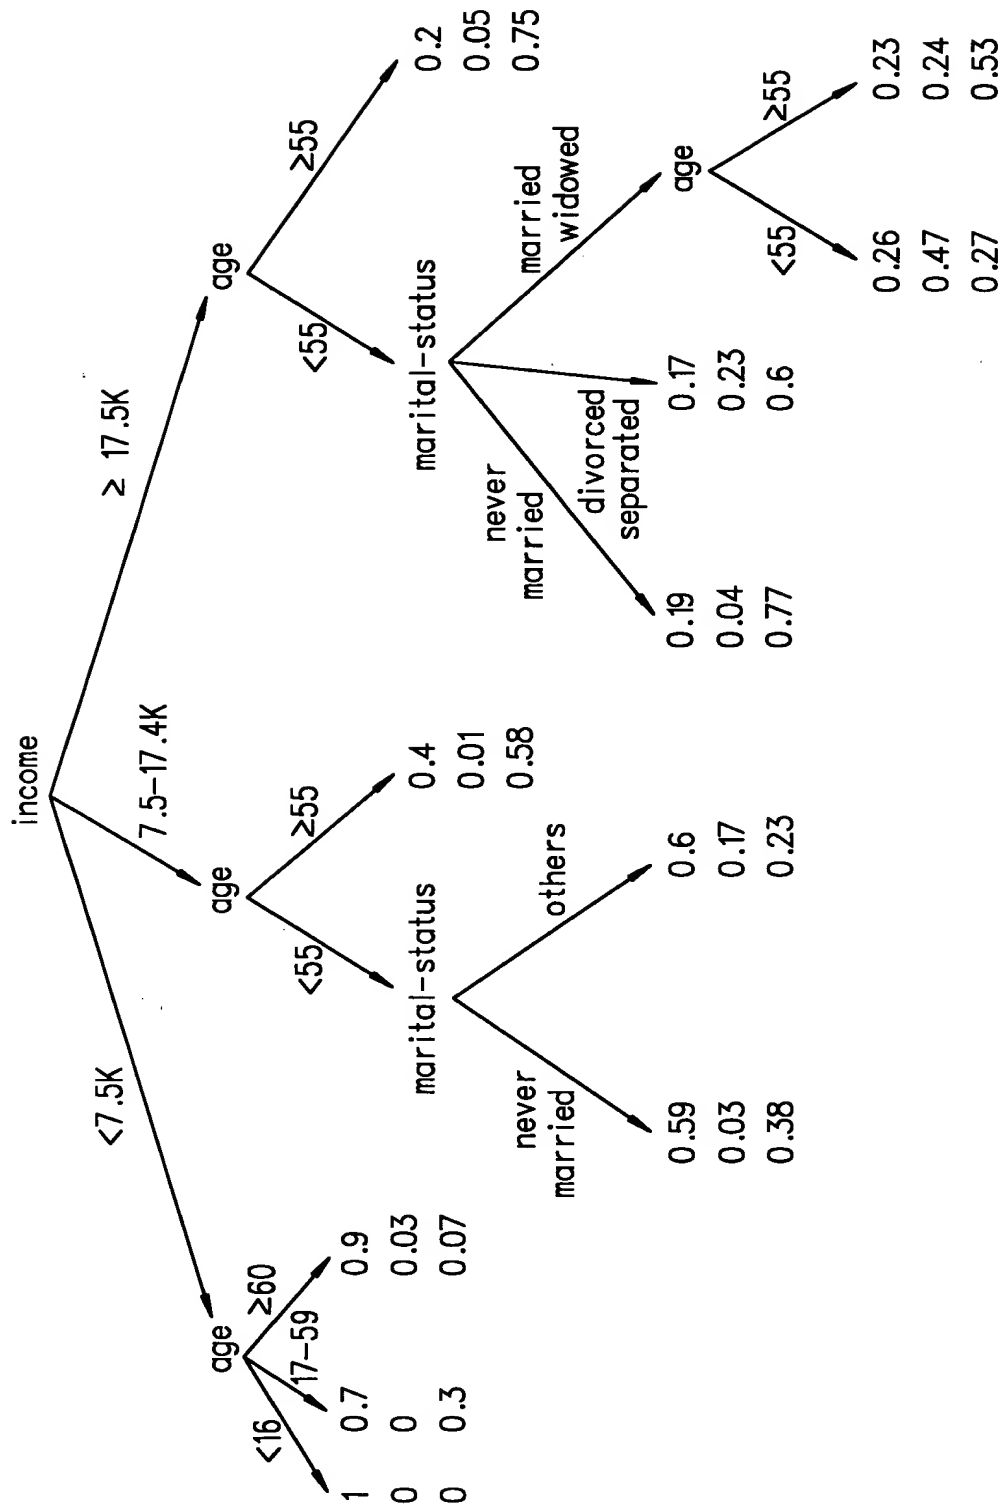 income
<7.5K
7.5-17.4K
≥ 17.5K
age
age
age
<16
17-59
≥60
<55
≥55
<55
≥55
1
0
0
0.7
0
0.3
0.9
0.03
0.07
marital-status
0.4
0.01
0.58
marital-status
0.2
0.05
0.75
never
married
others
never
married
divorced
separated
married
widowed
0.59
0.03
0.38
0.6
0.17
0.23
0.19
0.04
0.77
0.17
0.23
0.6
age
<55
≥55
0.26
0.47
0.27
0.23
0.24
0.53